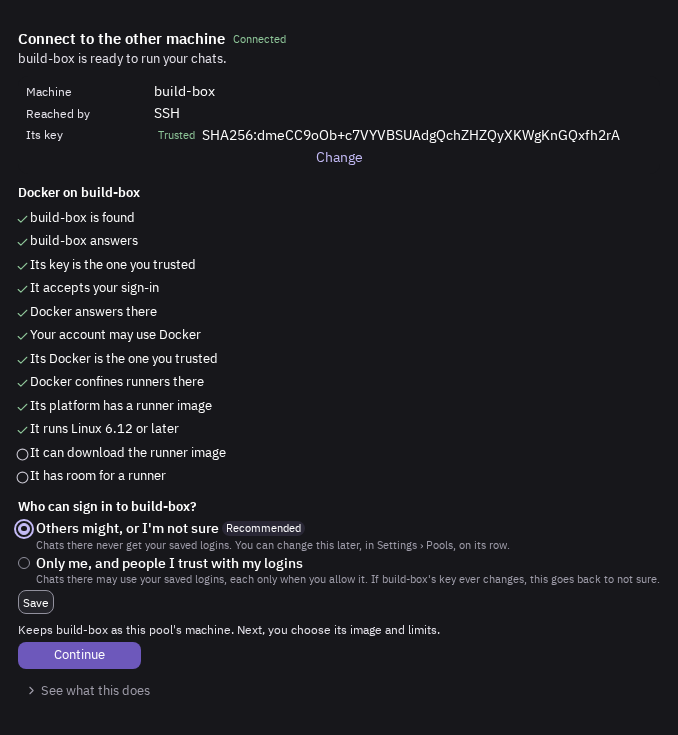 Connect to the other machine Connected
build-box is ready to run your chats.
Machine build-box
Reached by SSH
Its key Trusted SHA256:dmeCC9oOb+c7VYVBSUAdgQchZHZQyXKWgKnGQxfh2rA
Change
Docker on build-box
build-box is found
build-box answers
Its key is the one you trusted
It accepts your sign-in
Docker answers there
Your account may use Docker
Its Docker is the one you trusted
Docker confines runners there
Its platform has a runner image
It runs Linux 6.12 or later
It can download the runner image
It has room for a runner
Who can sign in to build-box?
Others might, or I'm not sure Recommended
Chats there never get your saved logins. You can change this later, in Settings › Pools, on its row.
Only me, and people I trust with my logins
Chats there may use your saved logins, each only when you allow it. If build-box's key ever changes, this goes back to not sure.
Save
Keeps build-box as this pool's machine. Next, you choose its image and limits.
Continue
See what this does